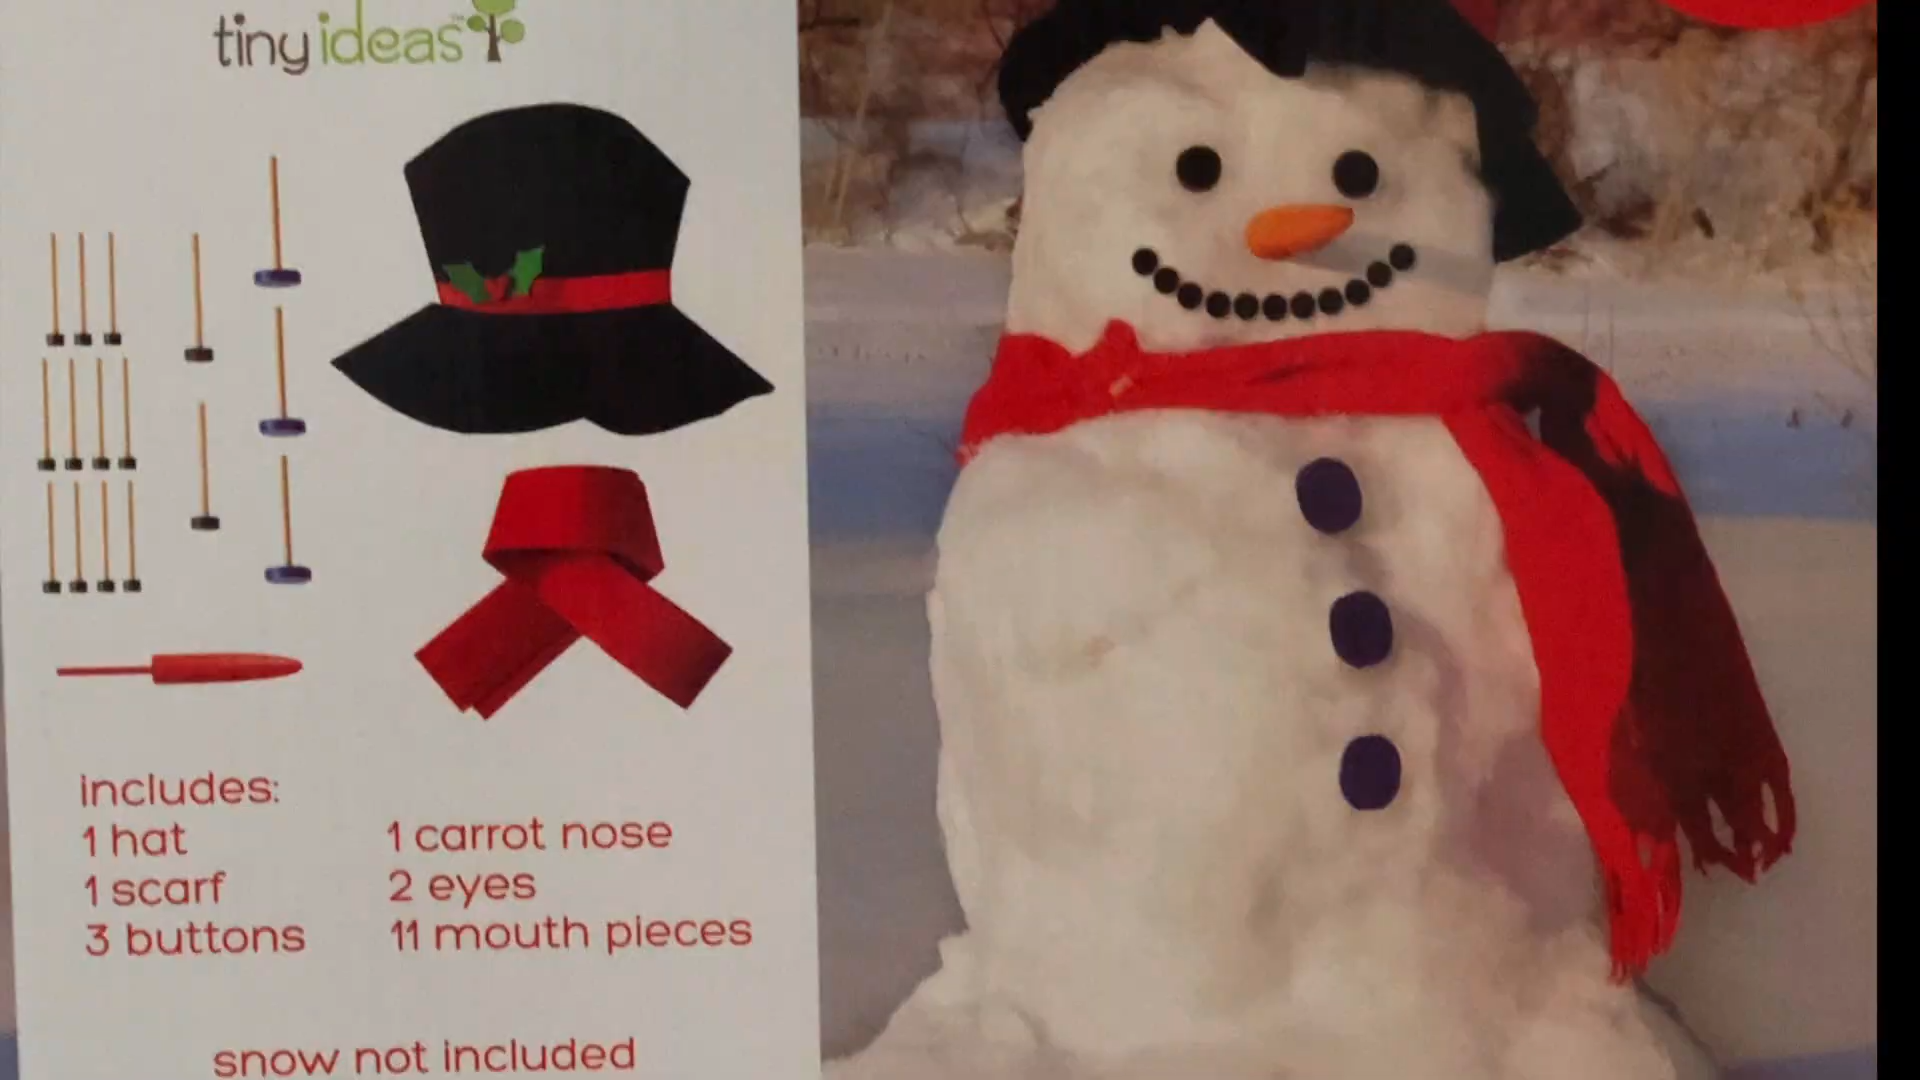 tiny ideas™
includes:
1 hat
1 scarf
3 buttons
1 carrot nose
2 eyes
11 mouth pieces
snow not included